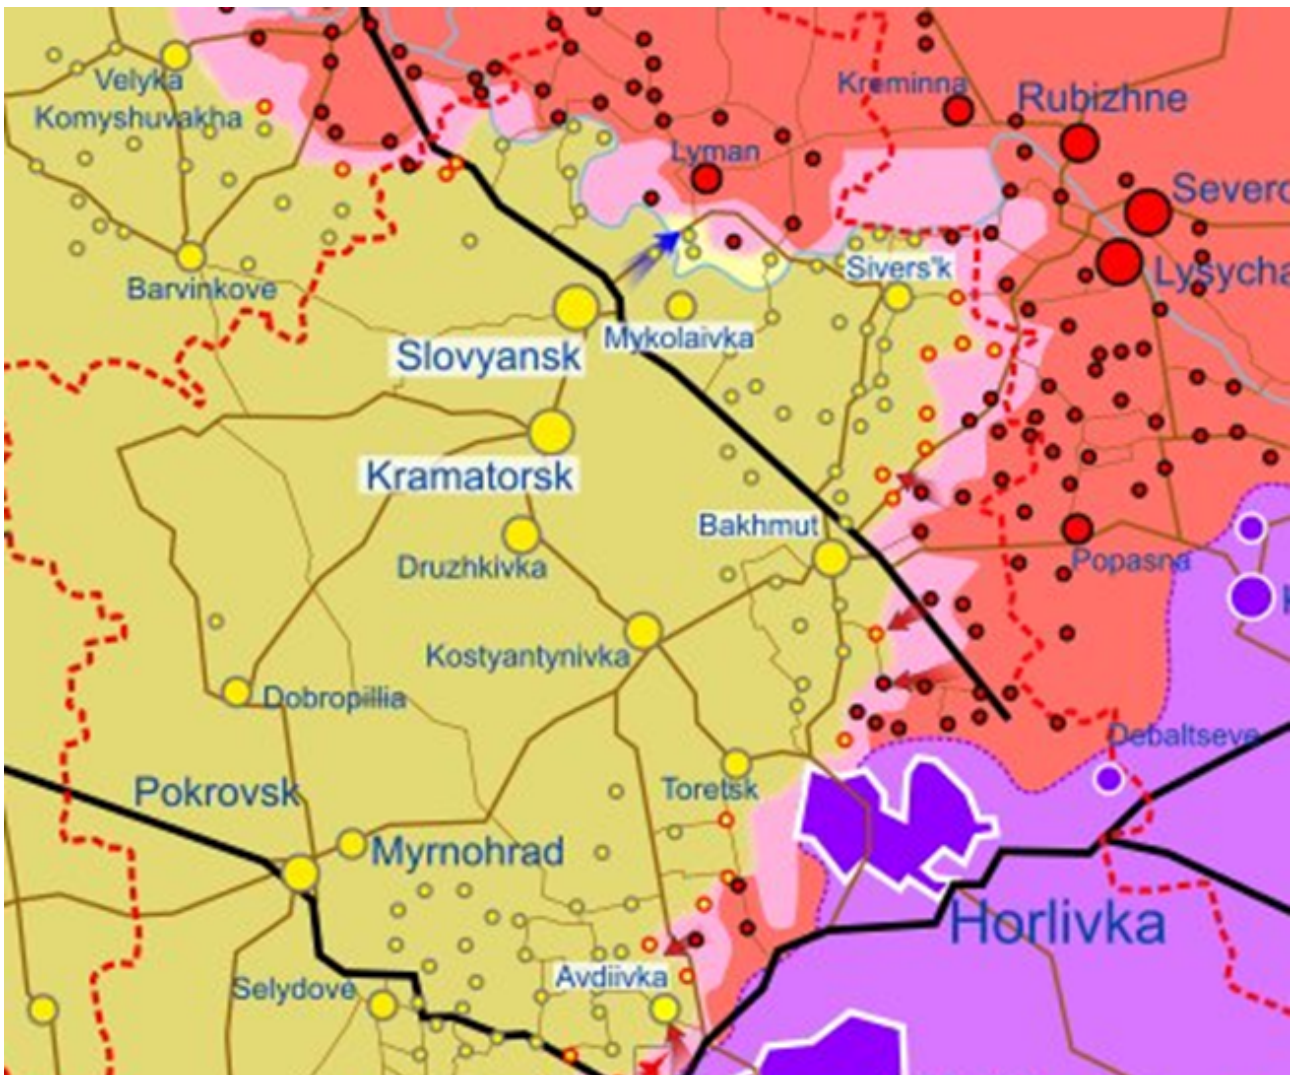 Velyka
Komyshuvakha
Kreminna
Rubizhne
Lyman
Lysycha
Sivers'k
Barvinkove
Mykolaivka
Slovyansk
Kramatorsk
Bakhmut
Druzhkivka
Popasna
Kostyantynivka
Dobropillia
Debaltseve
Pokrovsk
Toretsk
Myrnohrad
Horlivka
Avdiivka
Selydove